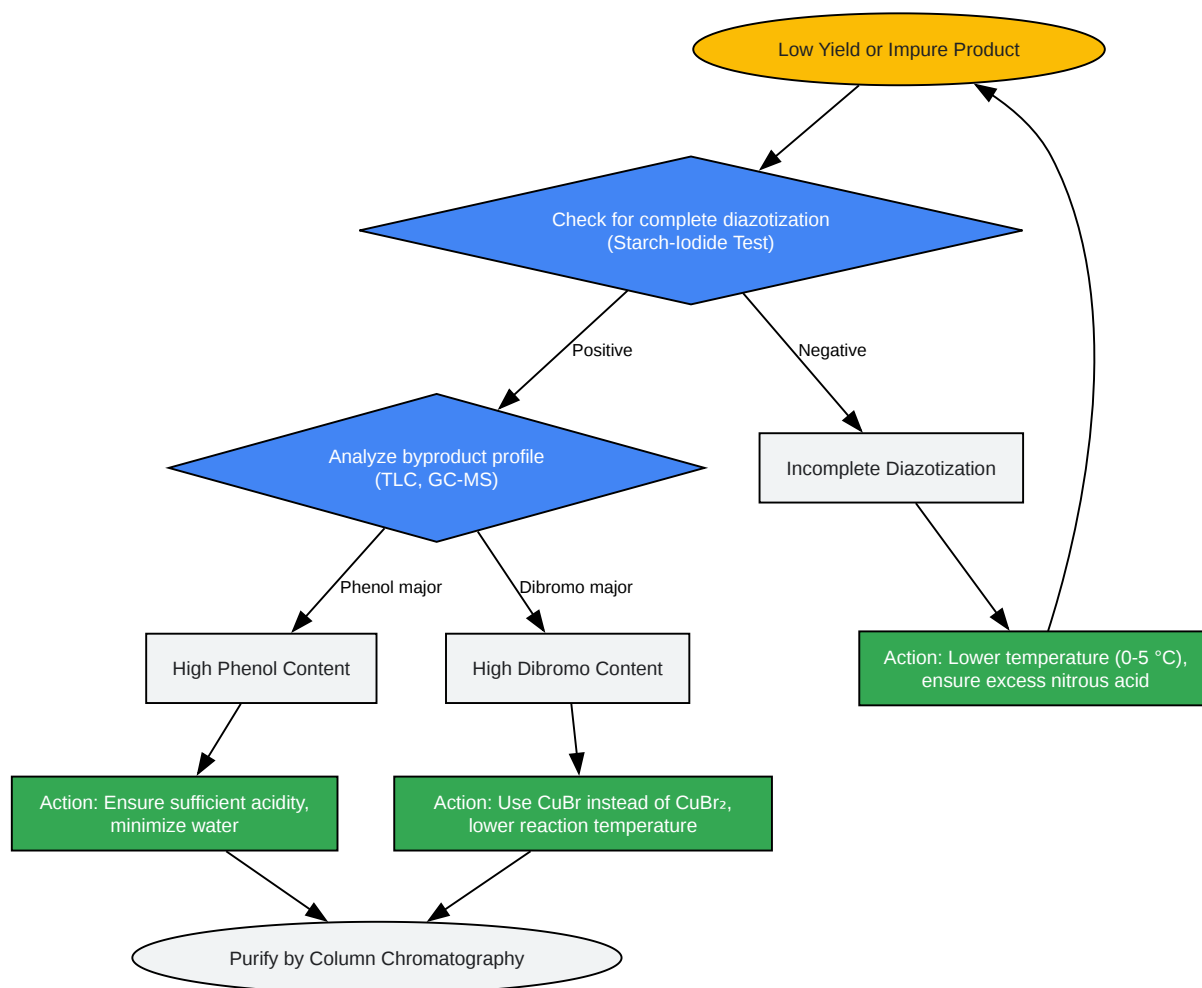 Low Yield or Impure Product
Check for complete diazotization
(Starch-Iodide Test)
Positive
Negative
Analyze byproduct profile
(TLC, GC-MS)
Incomplete Diazotization
Phenol major
Dibromo major
High Phenol Content
High Dibromo Content
Action: Lower temperature (0-5 °C),
ensure excess nitrous acid
Action: Ensure sufficient acidity,
minimize water
Action: Use CuBr instead of CuBr₂,
lower reaction temperature
Purify by Column Chromatography